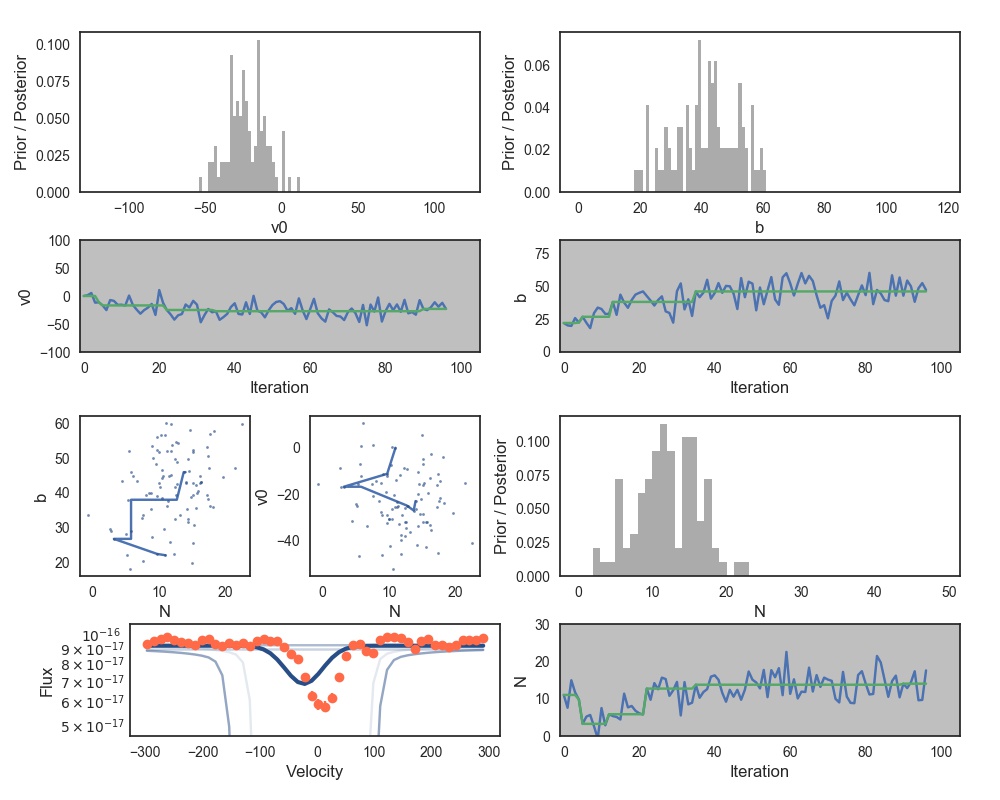 0.100
0.075
0.050
0.025
0.000
Prior / Posterior
−100 −50 0 50 100
v0
0.06
0.04
0.02
0.00
Prior / Posterior
0 20 40 60 80 100 120
b
100
50
0
−50
−100
v0
0 20 40 60 80 100
Iteration
75
50
25
0
b
0 20 40 60 80 100
Iteration
60
50
40
30
20
b
0 10 20
N
0
−20
−40
v0
0 10 20
N
0.100
0.075
0.050
0.025
0.000
Prior / Posterior
0 10 20 30 40 50
N
10⁻¹⁶
9 × 10⁻¹⁷
8 × 10⁻¹⁷
7 × 10⁻¹⁷
6 × 10⁻¹⁷
5 × 10⁻¹⁷
Flux
−300 −200 −100 0 100 200 300
Velocity
30
20
10
0
N
0 20 40 60 80 100
Iteration